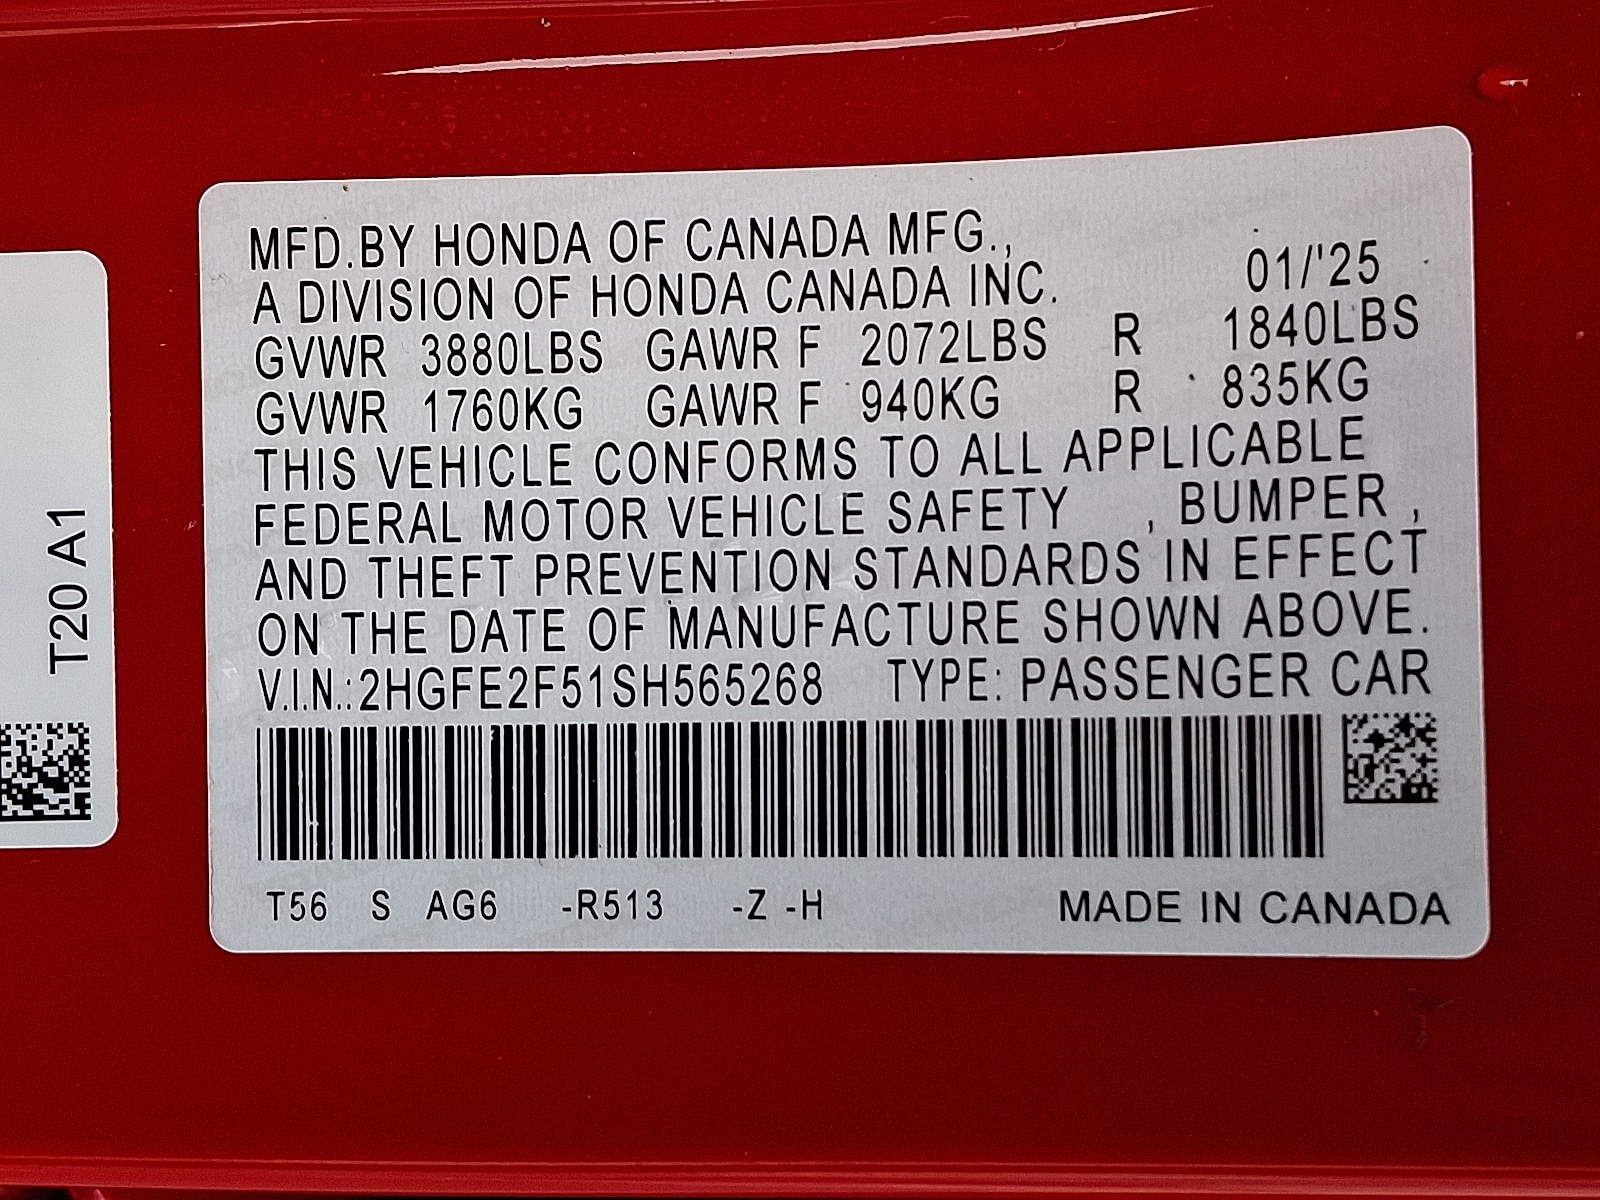 MFD.BY HONDA OF CANADA MFG.,
A DIVISION OF HONDA CANADA INC. 01/'25
GVWR 3880LBS GAWR F 2072LBS R 1840LBS
GVWR 1760KG GAWR F 940KG R 835KG
THIS VEHICLE CONFORMS TO ALL APPLICABLE
FEDERAL MOTOR VEHICLE SAFETY , BUMPER ,
AND THEFT PREVENTION STANDARDS IN EFFECT
ON THE DATE OF MANUFACTURE SHOWN ABOVE.
V.I.N.:2HGFE2F51SH565268 TYPE: PASSENGER CAR
T56 S AG6 -R513 -Z -H MADE IN CANADA
T20 A1